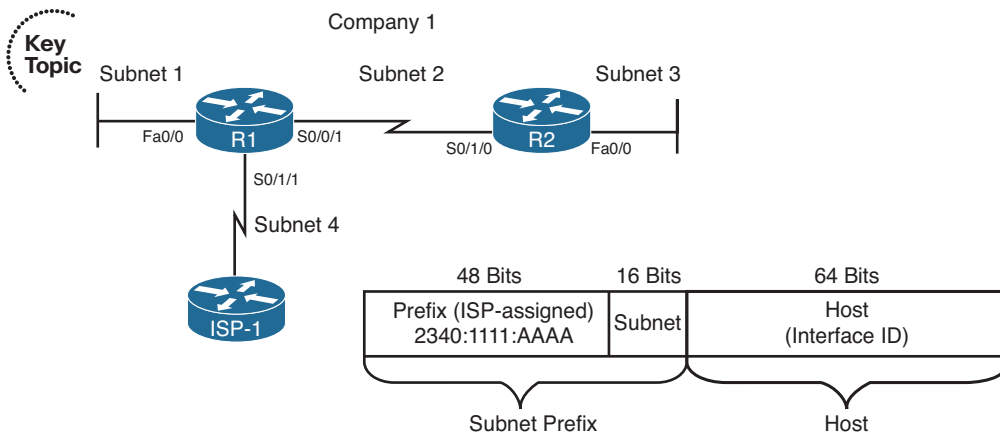 Company 1
Key
Topic
Subnet 1
Subnet 2
Subnet 3
Fa0/0
R1
S0/0/1
S0/1/0
R2
Fa0/0
S0/1/1
Subnet 4
ISP-1
48 Bits
16 Bits
64 Bits
Prefix (ISP-assigned)
2340:1111:AAAA
Subnet
Host
(Interface ID)
Subnet Prefix
Host